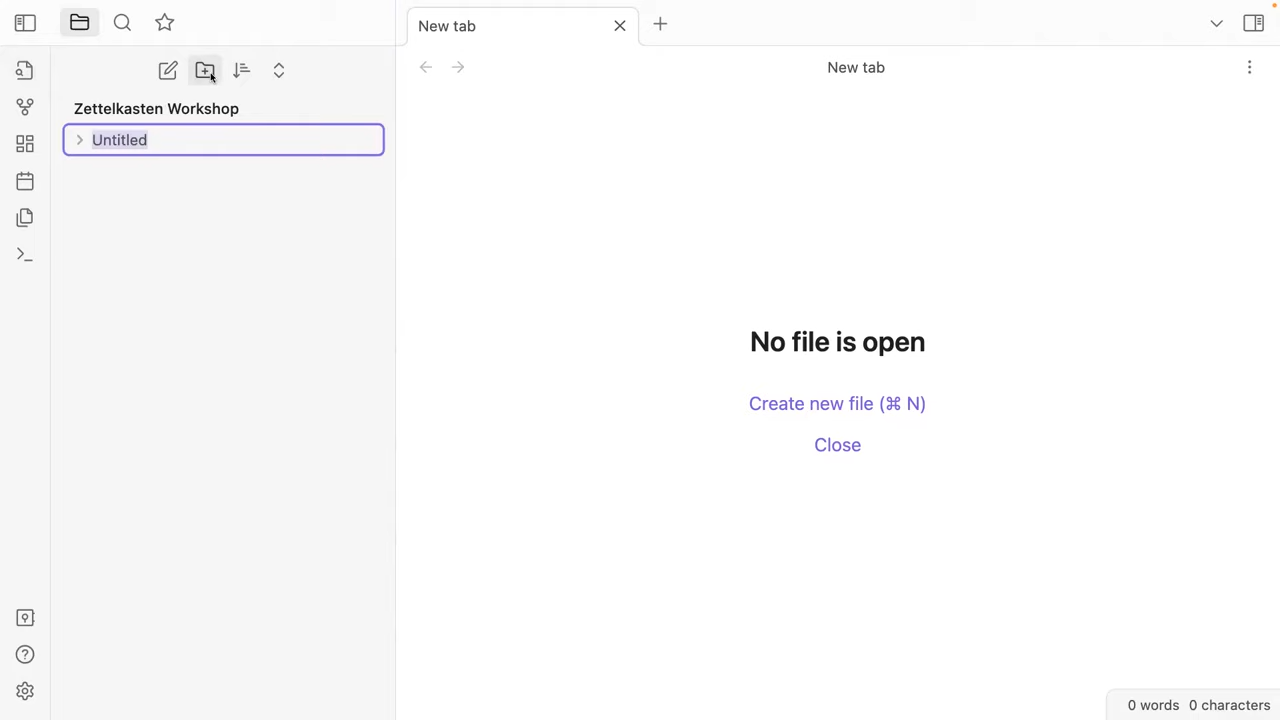 New tab
New tab
Zettelkasten Workshop
Untitled
No file is open
Create new file (⌘ N)
Close
0 words 0 characters